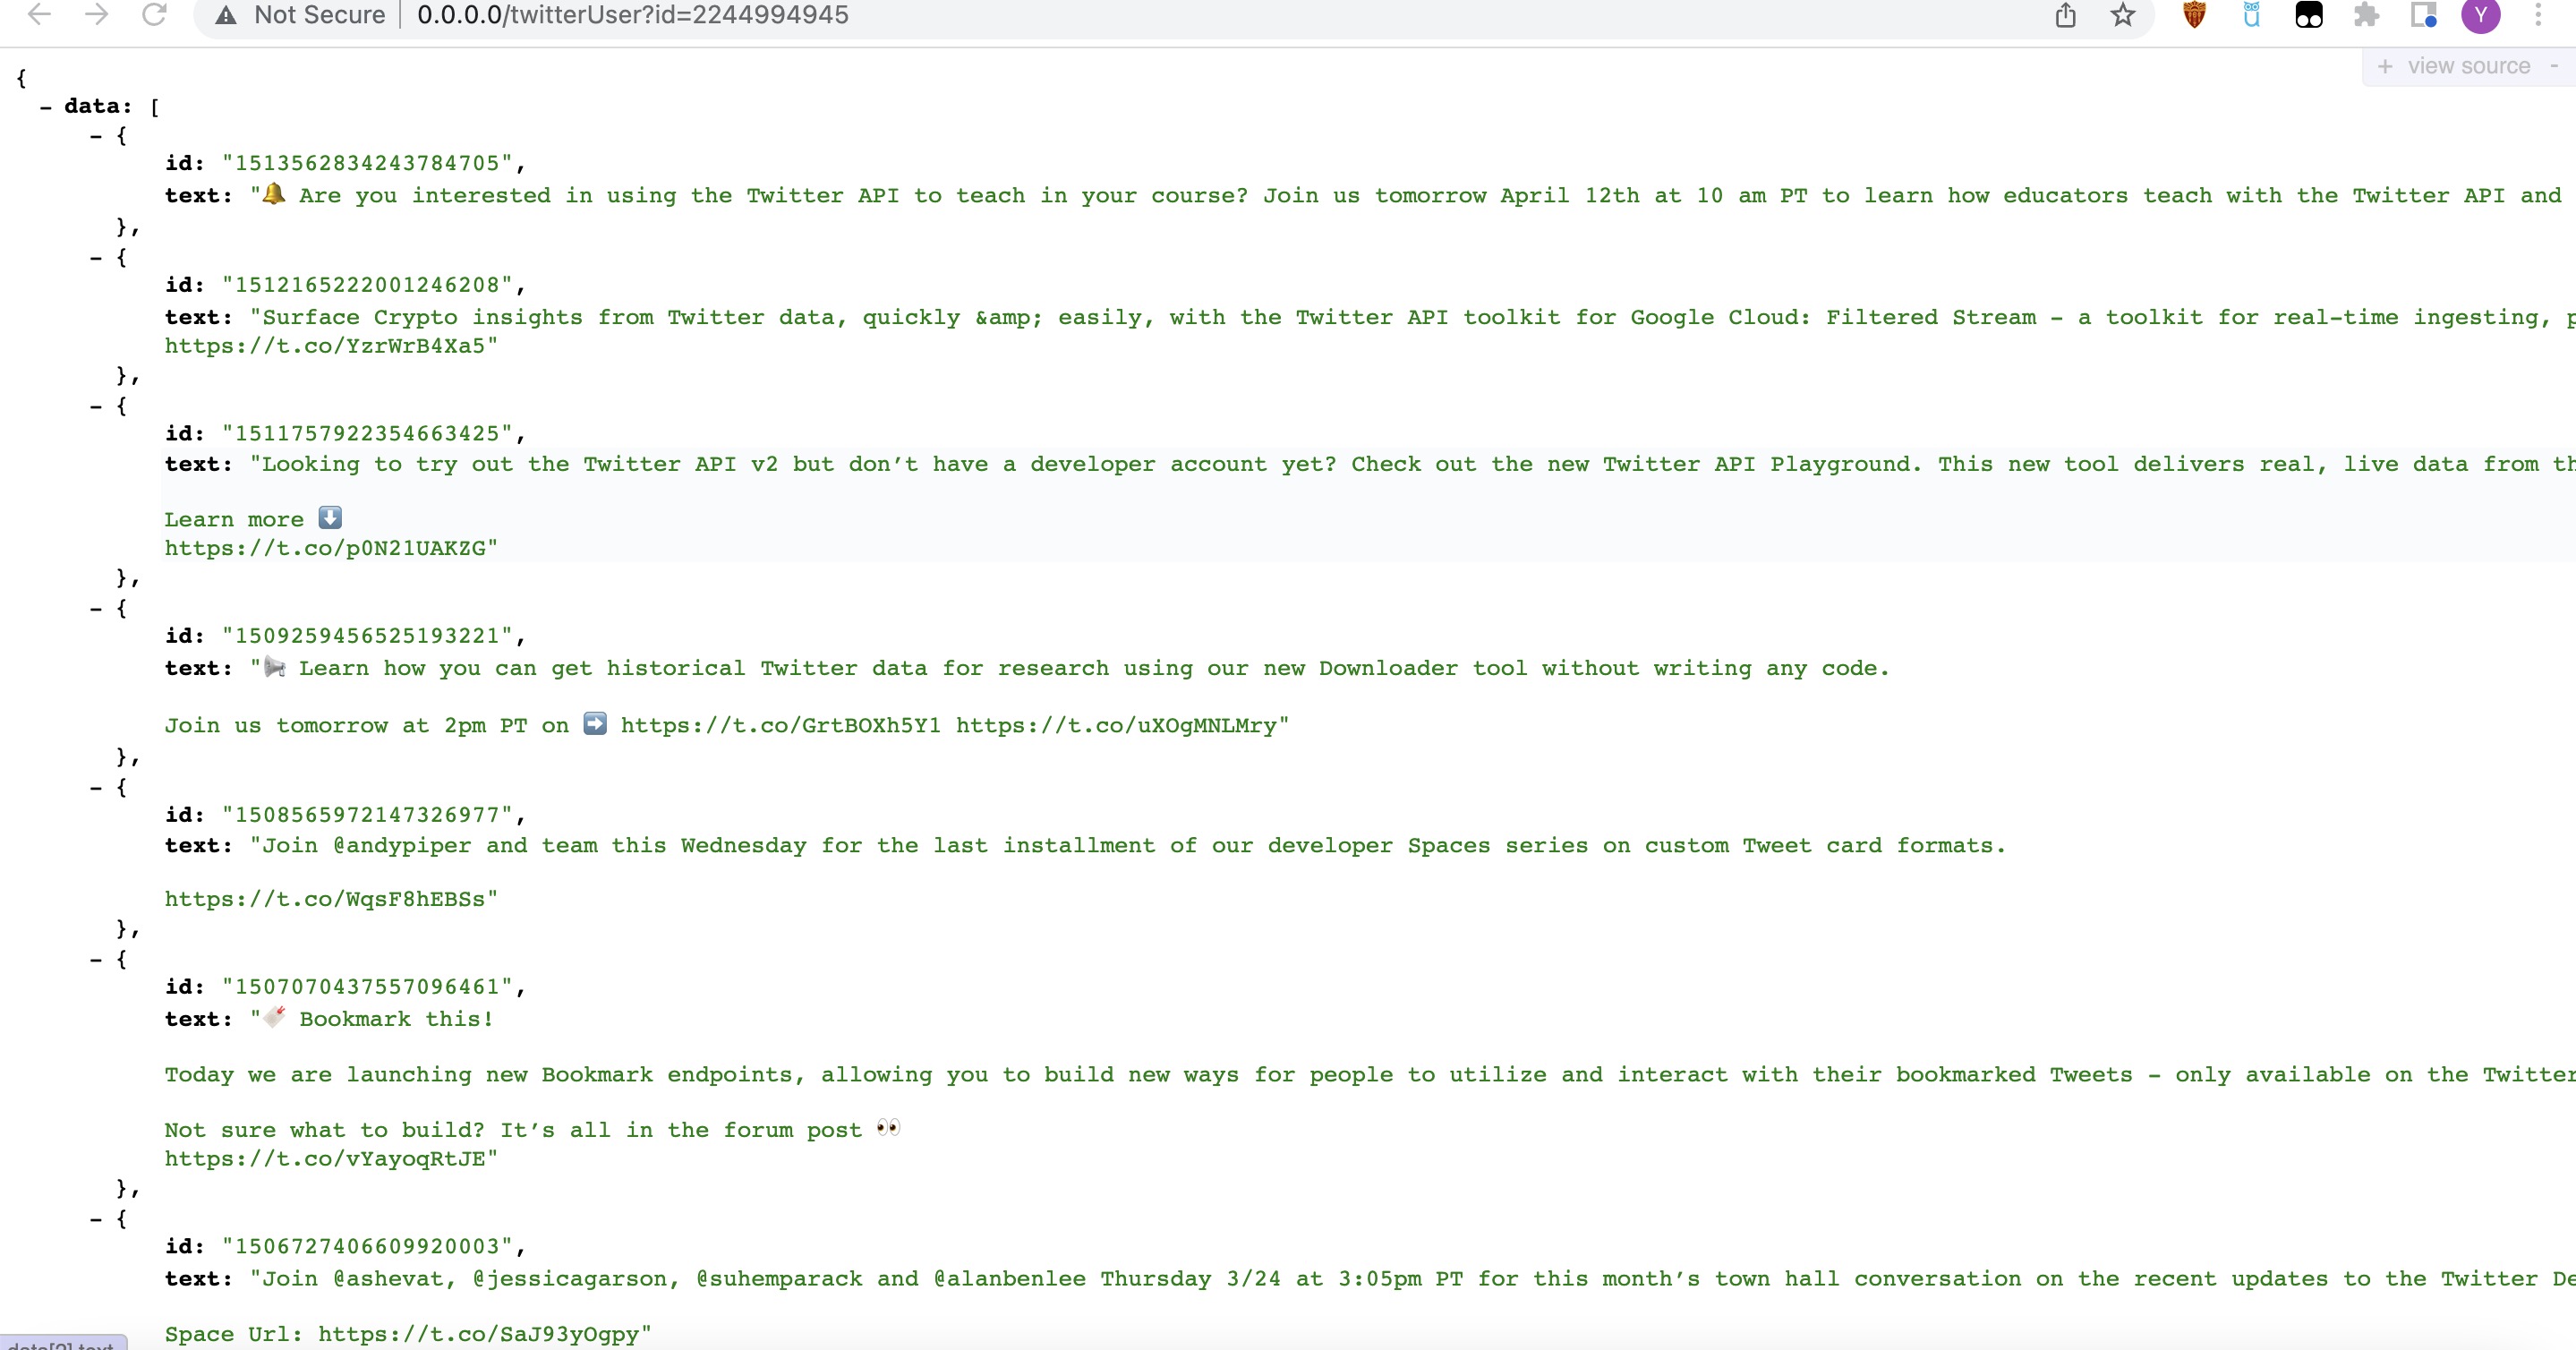 Not Secure | 0.0.0.0/twitterUser?id=2244994945
Y
+ view source -
{
– data: [
– {
id: "1513562834243784705",
text: "🔔 Are you interested in using the Twitter API to teach in your course? Join us tomorrow April 12th at 10 am PT to learn how educators teach with the Twitter API and
},
– {
id: "1512165222001246208",
text: "Surface Crypto insights from Twitter data, quickly &amp; easily, with the Twitter API toolkit for Google Cloud: Filtered Stream – a toolkit for real-time ingesting, p
https://t.co/YzrWrB4Xa5"
},
– {
id: "1511757922354663425",
text: "Looking to try out the Twitter API v2 but don’t have a developer account yet? Check out the new Twitter API Playground. This new tool delivers real, live data from th
Learn more ⬇️
https://t.co/p0N21UAKZG"
},
– {
id: "1509259456525193221",
text: "📢 Learn how you can get historical Twitter data for research using our new Downloader tool without writing any code.
Join us tomorrow at 2pm PT on ➡️ https://t.co/GrtBOXh5Y1 https://t.co/uXOgMNLMry"
},
– {
id: "1508565972147326977",
text: "Join @andypiper and team this Wednesday for the last installment of our developer Spaces series on custom Tweet card formats.
https://t.co/WqsF8hEBSs"
},
– {
id: "1507070437557096461",
text: "🔖 Bookmark this!
Today we are launching new Bookmark endpoints, allowing you to build new ways for people to utilize and interact with their bookmarked Tweets – only available on the Twitter
Not sure what to build? It’s all in the forum post 👀
https://t.co/vYayoqRtJE"
},
– {
id: "1506727406609920003",
text: "Join @ashevat, @jessicagarson, @suhemparack and @alanbenlee Thursday 3/24 at 3:05pm PT for this month’s town hall conversation on the recent updates to the Twitter De
Space Url: https://t.co/SaJ93yOgpy"